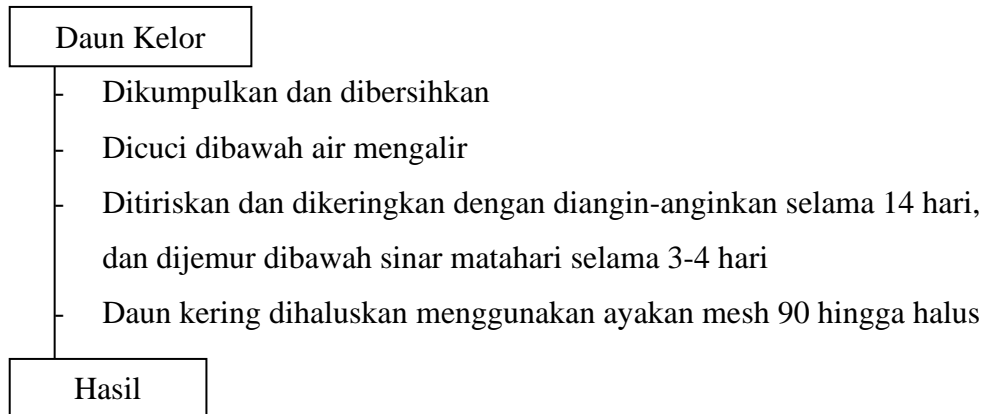 Daun Kelor
- Dikumpulkan dan dibersihkan
- Dicuci dibawah air mengalir
- Ditiriskan dan dikeringkan dengan diangin-anginkan selama 14 hari,
dan dijemur dibawah sinar matahari selama 3-4 hari
- Daun kering dihaluskan menggunakan ayakan mesh 90 hingga halus
Hasil